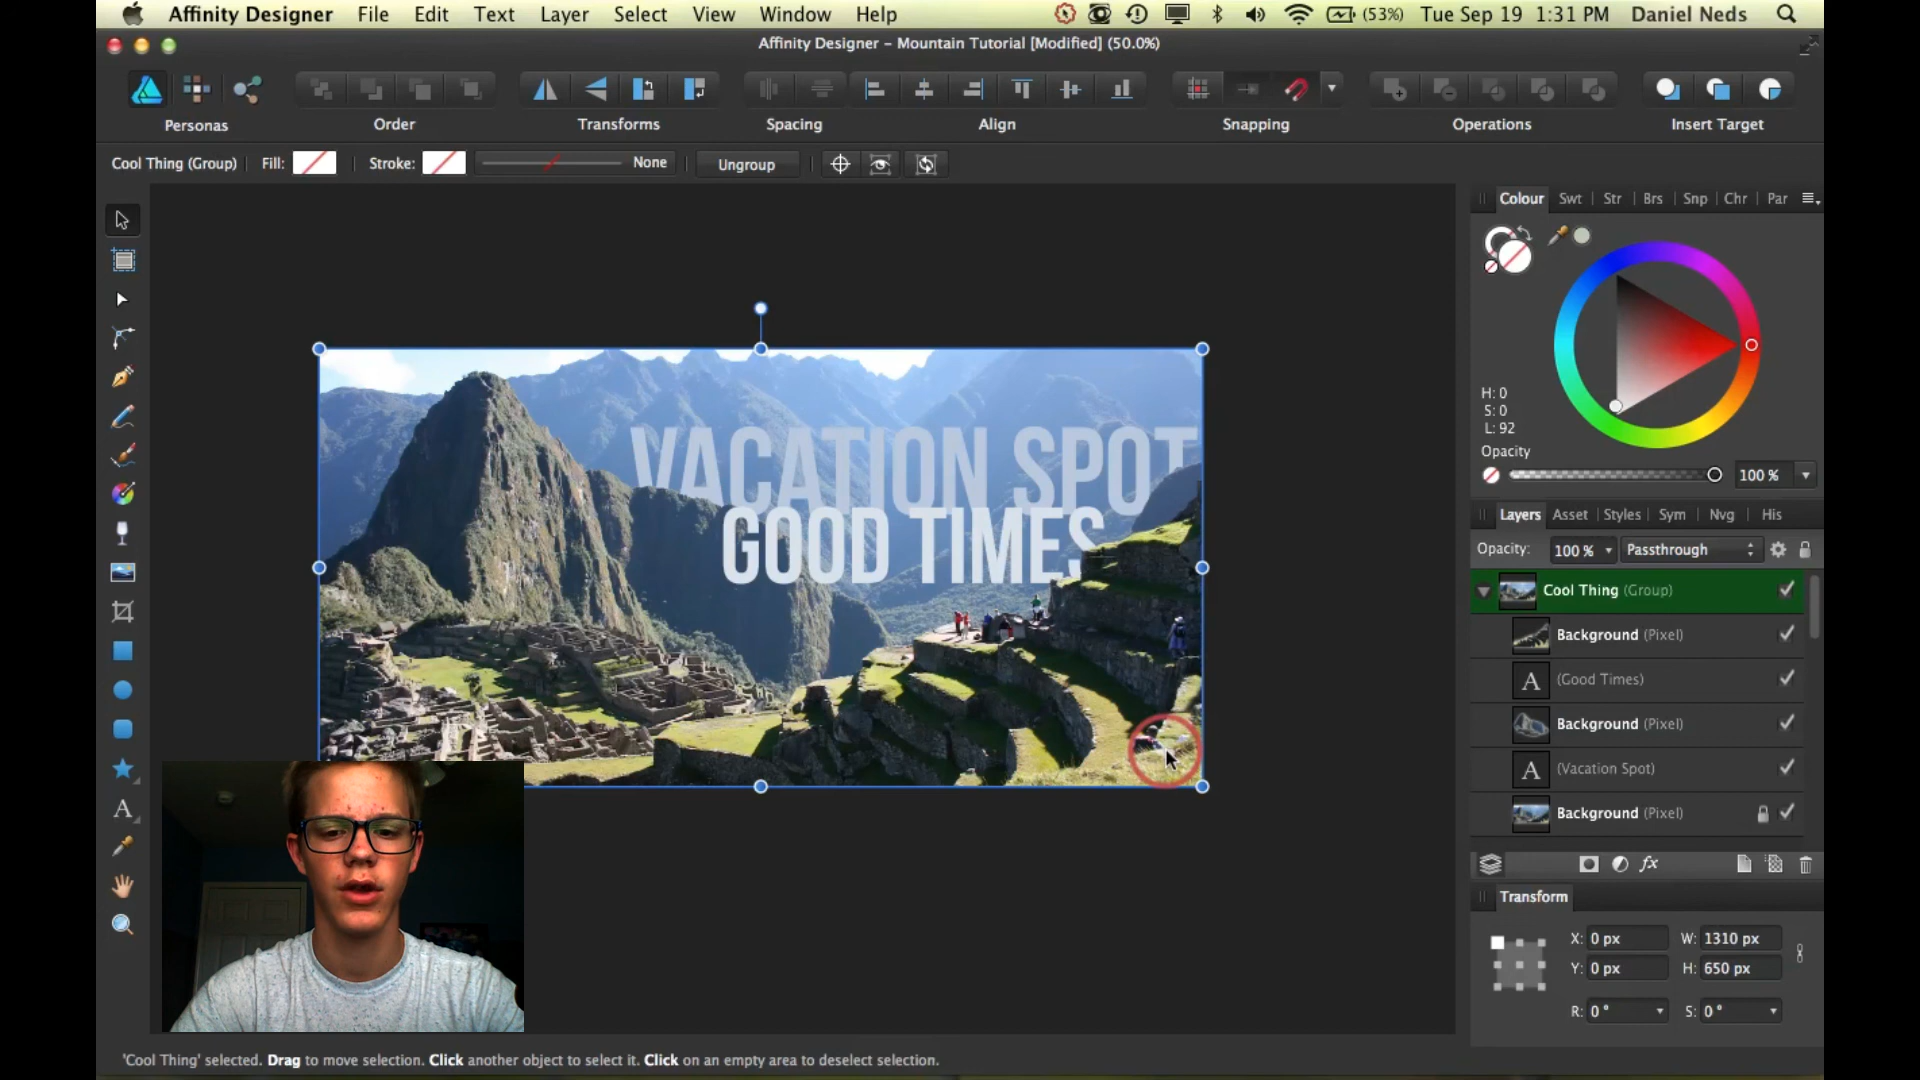 Affinity Designer File Edit Text Layer Select View Window Help (53%) Tue Sep 19 1:31 PM Daniel Neds
Affinity Designer – Mountain Tutorial [Modified] (50.0%)
Personas Order Transforms Spacing Align Snapping Operations Insert Target
Cool Thing (Group) Fill: Stroke: None Ungroup
Colour Swt Str Brs Snp Chr Par
H: 0
S: 0
L: 92
Opacity
100 %
VACATION SPOT
GOOD TIMES
Layers Asset Styles Sym Nvg His
Opacity: 100 % Passthrough
Cool Thing (Group)
Background (Pixel)
A (Good Times)
Background (Pixel)
A (Vacation Spot)
Background (Pixel)
fx
A
Transform
X: 0 px W: 1310 px
Y: 0 px H: 650 px
R: 0 ° S: 0 °
'Cool Thing' selected. Drag to move selection. Click another object to select it. Click on an empty area to deselect selection.